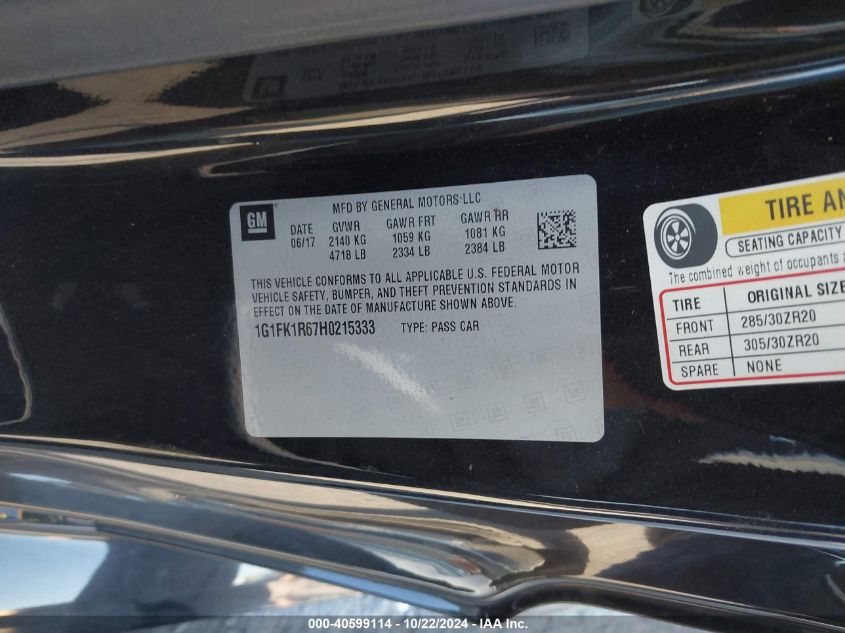 GM
MFD BY GENERAL MOTORS LLC
DATE GVWR GAWR FRT GAWR RR
06/17 2140 KG 1059 KG 1081 KG
4718 LB 2334 LB 2384 LB
THIS VEHICLE CONFORMS TO ALL APPLICABLE U.S. FEDERAL MOTOR
VEHICLE SAFETY, BUMPER, AND THEFT PREVENTION STANDARDS IN
EFFECT ON THE DATE OF MANUFACTURE SHOWN ABOVE.
1G1FK1R67H0215333 TYPE: PASS CAR
TIRE
SEATING CAPACITY
The combined weight of occupants
TIRE ORIGINAL SIZE
FRONT 285/30ZR20
REAR 305/30ZR20
SPARE NONE
000-40599114 - 10/22/2024 - IAA Inc.